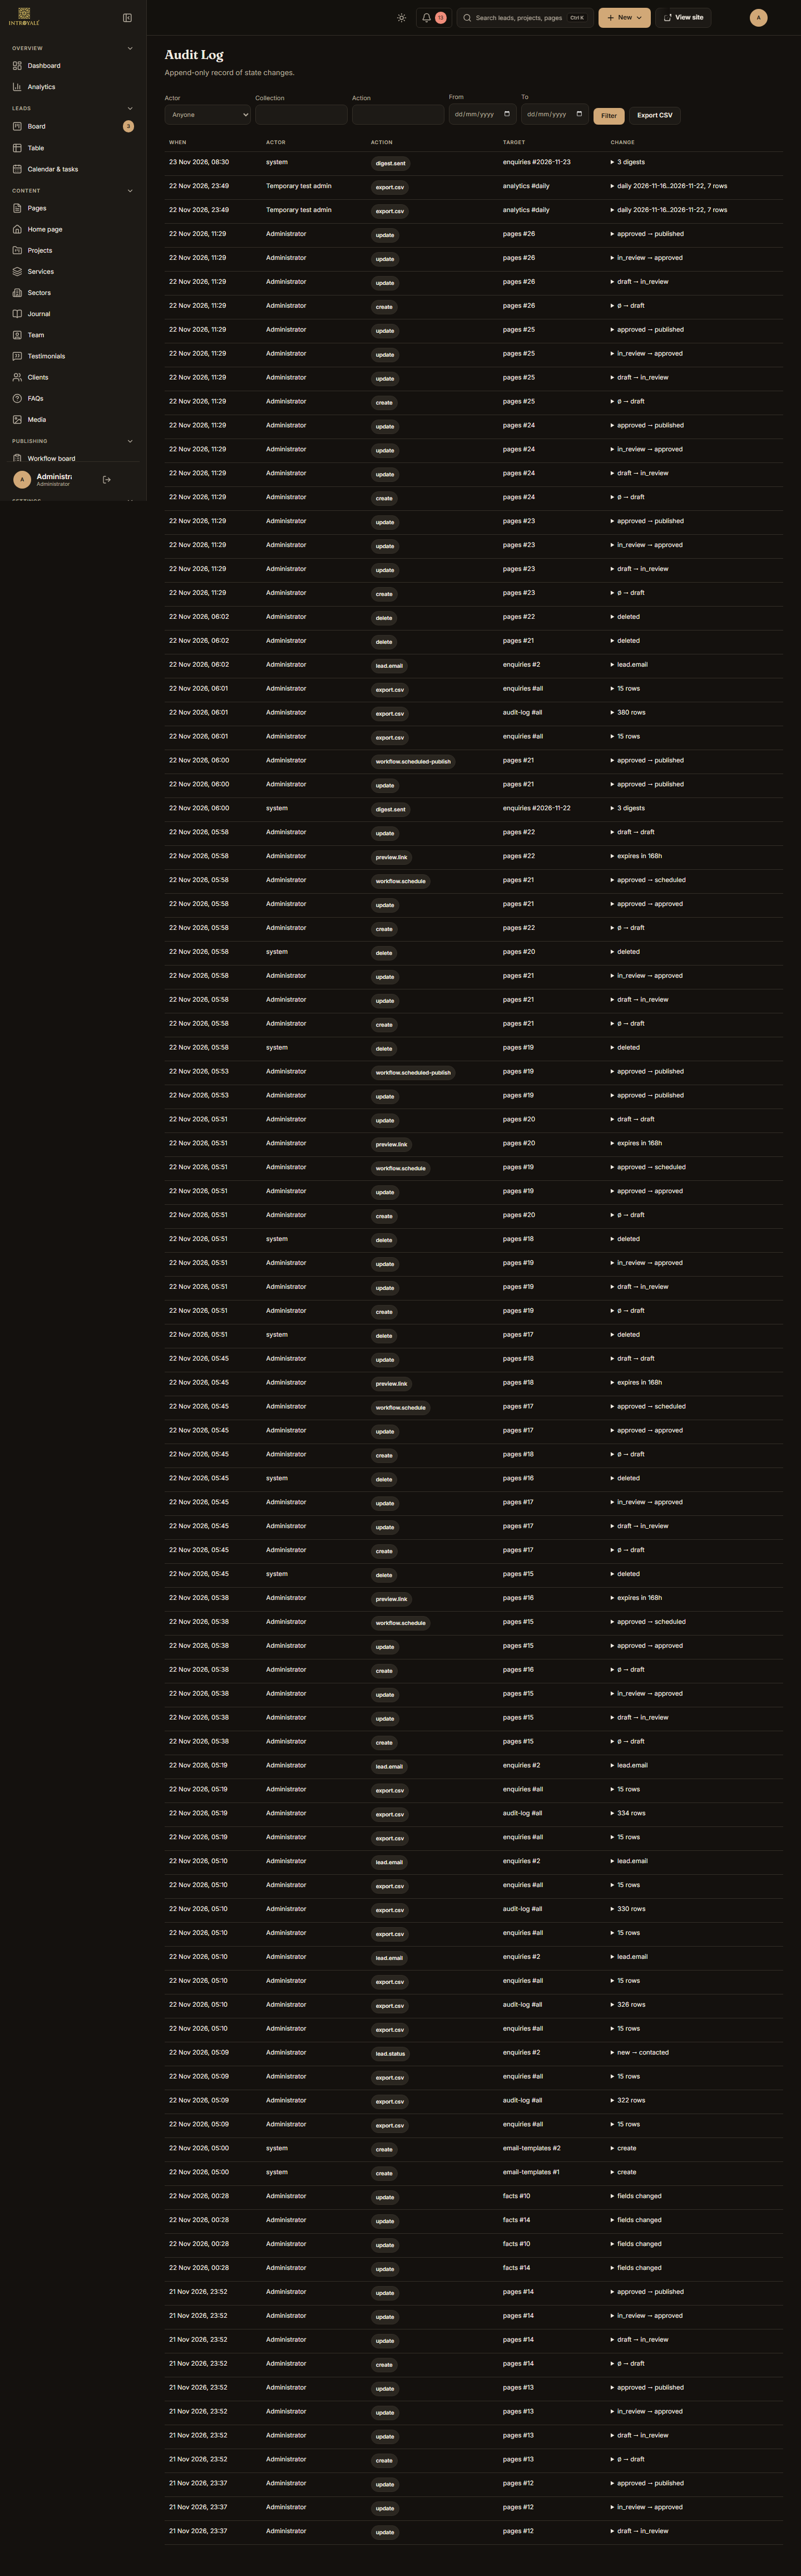 INTROYALE
13
Search leads, projects, pages Ctrl K
New
View site
A
OVERVIEW
Dashboard
Analytics
LEADS
Board 3
Table
Calendar & tasks
CONTENT
Pages
Home page
Projects
Services
Sectors
Journal
Team
Testimonials
Clients
FAQs
Media
PUBLISHING
Workflow board
A Administra
Administrator
Audit Log
Append-only record of state changes.
Actor Collection Action From To
Anyone dd/mm/yyyy dd/mm/yyyy Filter Export CSV
WHEN ACTOR ACTION TARGET CHANGE
23 Nov 2026, 08:30 system digest.sent enquiries #2026-11-23 ▸ 3 digests
22 Nov 2026, 23:49 Temporary test admin export.csv analytics #daily ▸ daily 2026-11-16..2026-11-22, 7 rows
22 Nov 2026, 23:49 Temporary test admin export.csv analytics #daily ▸ daily 2026-11-16..2026-11-22, 7 rows
22 Nov 2026, 11:29 Administrator update pages #26 ▸ approved → published
22 Nov 2026, 11:29 Administrator update pages #26 ▸ in_review → approved
22 Nov 2026, 11:29 Administrator update pages #26 ▸ draft → in_review
22 Nov 2026, 11:29 Administrator create pages #26 ▸ ∅ → draft
22 Nov 2026, 11:29 Administrator update pages #25 ▸ approved → published
22 Nov 2026, 11:29 Administrator update pages #25 ▸ in_review → approved
22 Nov 2026, 11:29 Administrator update pages #25 ▸ draft → in_review
22 Nov 2026, 11:29 Administrator create pages #25 ▸ ∅ → draft
22 Nov 2026, 11:29 Administrator update pages #24 ▸ approved → published
22 Nov 2026, 11:29 Administrator update pages #24 ▸ in_review → approved
22 Nov 2026, 11:29 Administrator update pages #24 ▸ draft → in_review
22 Nov 2026, 11:29 Administrator create pages #24 ▸ ∅ → draft
22 Nov 2026, 11:29 Administrator update pages #23 ▸ approved → published
22 Nov 2026, 11:29 Administrator update pages #23 ▸ in_review → approved
22 Nov 2026, 11:29 Administrator update pages #23 ▸ draft → in_review
22 Nov 2026, 11:29 Administrator create pages #23 ▸ ∅ → draft
22 Nov 2026, 06:02 Administrator delete pages #22 ▸ deleted
22 Nov 2026, 06:02 Administrator delete pages #21 ▸ deleted
22 Nov 2026, 06:02 Administrator lead.email enquiries #2 ▸ lead.email
22 Nov 2026, 06:01 Administrator export.csv enquiries #all ▸ 15 rows
22 Nov 2026, 06:01 Administrator export.csv audit-log #all ▸ 380 rows
22 Nov 2026, 06:01 Administrator export.csv enquiries #all ▸ 15 rows
22 Nov 2026, 06:00 Administrator workflow.scheduled-publish pages #21 ▸ approved → published
22 Nov 2026, 06:00 Administrator update pages #21 ▸ approved → published
22 Nov 2026, 06:00 system digest.sent enquiries #2026-11-22 ▸ 3 digests
22 Nov 2026, 05:58 Administrator update pages #22 ▸ draft → draft
22 Nov 2026, 05:58 Administrator preview.link pages #22 ▸ expires in 168h
22 Nov 2026, 05:58 Administrator workflow.schedule pages #21 ▸ approved → scheduled
22 Nov 2026, 05:58 Administrator update pages #21 ▸ approved → approved
22 Nov 2026, 05:58 Administrator create pages #22 ▸ ∅ → draft
22 Nov 2026, 05:58 system delete pages #20 ▸ deleted
22 Nov 2026, 05:58 Administrator update pages #21 ▸ in_review → approved
22 Nov 2026, 05:58 Administrator update pages #21 ▸ draft → in_review
22 Nov 2026, 05:58 Administrator create pages #21 ▸ ∅ → draft
22 Nov 2026, 05:58 system delete pages #19 ▸ deleted
22 Nov 2026, 05:53 Administrator workflow.scheduled-publish pages #19 ▸ approved → published
22 Nov 2026, 05:53 Administrator update pages #19 ▸ approved → published
22 Nov 2026, 05:51 Administrator update pages #20 ▸ draft → draft
22 Nov 2026, 05:51 Administrator preview.link pages #20 ▸ expires in 168h
22 Nov 2026, 05:51 Administrator workflow.schedule pages #19 ▸ approved → scheduled
22 Nov 2026, 05:51 Administrator update pages #19 ▸ approved → approved
22 Nov 2026, 05:51 Administrator create pages #20 ▸ ∅ → draft
22 Nov 2026, 05:51 system delete pages #18 ▸ deleted
22 Nov 2026, 05:51 Administrator update pages #19 ▸ in_review → approved
22 Nov 2026, 05:51 Administrator update pages #19 ▸ draft → in_review
22 Nov 2026, 05:51 Administrator create pages #19 ▸ ∅ → draft
22 Nov 2026, 05:51 system delete pages #17 ▸ deleted
22 Nov 2026, 05:45 Administrator update pages #18 ▸ draft → draft
22 Nov 2026, 05:45 Administrator preview.link pages #18 ▸ expires in 168h
22 Nov 2026, 05:45 Administrator workflow.schedule pages #17 ▸ approved → scheduled
22 Nov 2026, 05:45 Administrator update pages #17 ▸ approved → approved
22 Nov 2026, 05:45 Administrator create pages #18 ▸ ∅ → draft
22 Nov 2026, 05:45 system delete pages #16 ▸ deleted
22 Nov 2026, 05:45 Administrator update pages #17 ▸ in_review → approved
22 Nov 2026, 05:45 Administrator update pages #17 ▸ draft → in_review
22 Nov 2026, 05:45 Administrator create pages #17 ▸ ∅ → draft
22 Nov 2026, 05:45 system delete pages #15 ▸ deleted
22 Nov 2026, 05:38 Administrator preview.link pages #16 ▸ expires in 168h
22 Nov 2026, 05:38 Administrator workflow.schedule pages #15 ▸ approved → scheduled
22 Nov 2026, 05:38 Administrator update pages #15 ▸ approved → approved
22 Nov 2026, 05:38 Administrator create pages #16 ▸ ∅ → draft
22 Nov 2026, 05:38 Administrator update pages #15 ▸ in_review → approved
22 Nov 2026, 05:38 Administrator update pages #15 ▸ draft → in_review
22 Nov 2026, 05:38 Administrator create pages #15 ▸ ∅ → draft
22 Nov 2026, 05:19 Administrator lead.email enquiries #2 ▸ lead.email
22 Nov 2026, 05:19 Administrator export.csv enquiries #all ▸ 15 rows
22 Nov 2026, 05:19 Administrator export.csv audit-log #all ▸ 334 rows
22 Nov 2026, 05:19 Administrator export.csv enquiries #all ▸ 15 rows
22 Nov 2026, 05:10 Administrator lead.email enquiries #2 ▸ lead.email
22 Nov 2026, 05:10 Administrator export.csv enquiries #all ▸ 15 rows
22 Nov 2026, 05:10 Administrator export.csv audit-log #all ▸ 330 rows
22 Nov 2026, 05:10 Administrator export.csv enquiries #all ▸ 15 rows
22 Nov 2026, 05:10 Administrator lead.email enquiries #2 ▸ lead.email
22 Nov 2026, 05:10 Administrator export.csv enquiries #all ▸ 15 rows
22 Nov 2026, 05:10 Administrator export.csv audit-log #all ▸ 326 rows
22 Nov 2026, 05:10 Administrator export.csv enquiries #all ▸ 15 rows
22 Nov 2026, 05:09 Administrator lead.status enquiries #2 ▸ new → contacted
22 Nov 2026, 05:09 Administrator export.csv enquiries #all ▸ 15 rows
22 Nov 2026, 05:09 Administrator export.csv audit-log #all ▸ 322 rows
22 Nov 2026, 05:09 Administrator export.csv enquiries #all ▸ 15 rows
22 Nov 2026, 05:00 system create email-templates #2 ▸ create
22 Nov 2026, 05:00 system create email-templates #1 ▸ create
22 Nov 2026, 00:28 Administrator update facts #10 ▸ fields changed
22 Nov 2026, 00:28 Administrator update facts #14 ▸ fields changed
22 Nov 2026, 00:28 Administrator update facts #10 ▸ fields changed
22 Nov 2026, 00:28 Administrator update facts #14 ▸ fields changed
21 Nov 2026, 23:52 Administrator update pages #14 ▸ approved → published
21 Nov 2026, 23:52 Administrator update pages #14 ▸ in_review → approved
21 Nov 2026, 23:52 Administrator update pages #14 ▸ draft → in_review
21 Nov 2026, 23:52 Administrator create pages #14 ▸ ∅ → draft
21 Nov 2026, 23:52 Administrator update pages #13 ▸ approved → published
21 Nov 2026, 23:52 Administrator update pages #13 ▸ in_review → approved
21 Nov 2026, 23:52 Administrator update pages #13 ▸ draft → in_review
21 Nov 2026, 23:52 Administrator create pages #13 ▸ ∅ → draft
21 Nov 2026, 23:37 Administrator update pages #12 ▸ approved → published
21 Nov 2026, 23:37 Administrator update pages #12 ▸ in_review → approved
21 Nov 2026, 23:37 Administrator update pages #12 ▸ draft → in_review